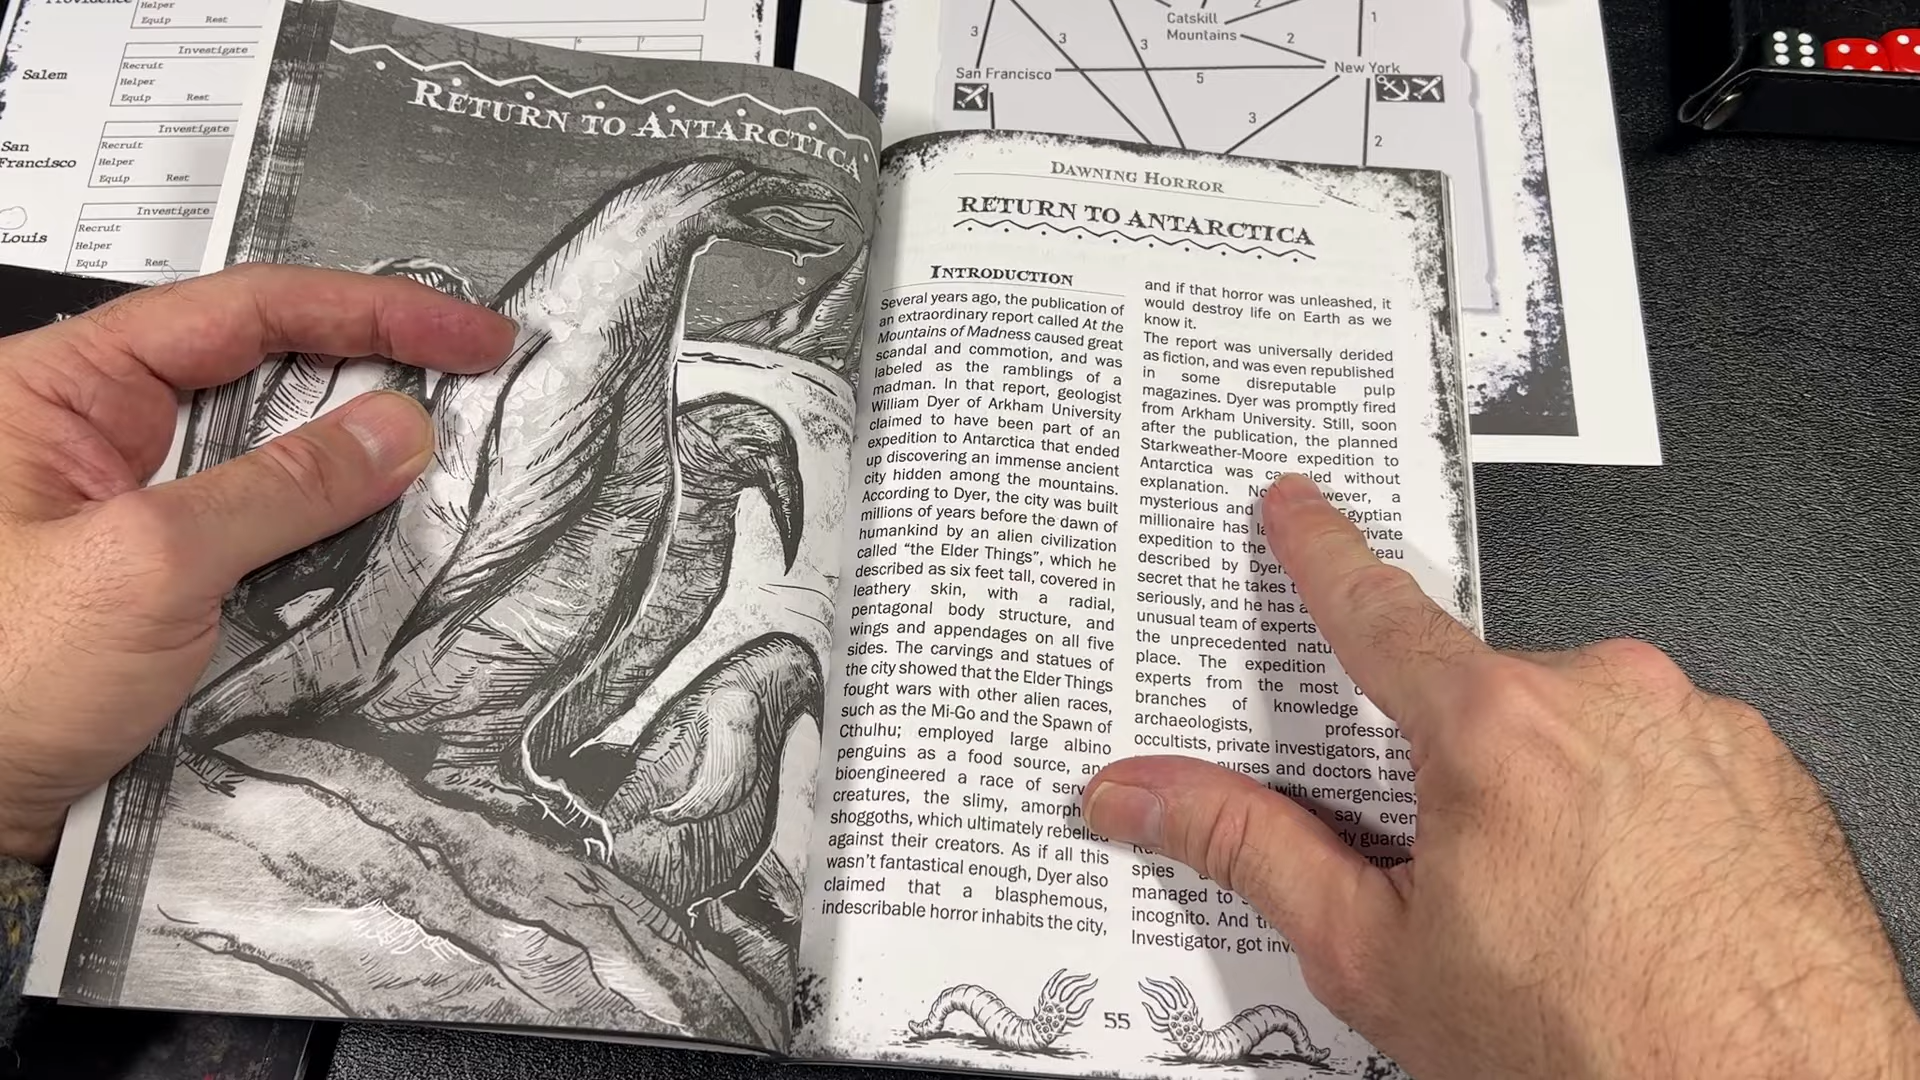 Providence
Helper
Equip Rest
Investigate
Salem
Recruit
Helper
Equip Rest
Investigate
San
Francisco
Recruit
Helper
Equip Rest
Investigate
Louis
Recruit
Helper
Equip Rest
6 7
Catskill
Mountains
San Francisco
New York
3
3
3
2
2
1
5
3
2
RETURN TO ANTARCTICA
DAWNING HORROR
RETURN TO ANTARCTICA
INTRODUCTION
Several years ago, the publication of
an extraordinary report called At the
Mountains of Madness caused great
scandal and commotion, and was
labeled as the ramblings of a
madman. In that report, geologist
William Dyer of Arkham University
claimed to have been part of an
expedition to Antarctica that ended
up discovering an immense ancient
city hidden among the mountains.
According to Dyer, the city was built
millions of years before the dawn of
humankind by an alien civilization
called “the Elder Things”, which he
described as six feet tall, covered in
leathery skin, with a radial,
pentagonal body structure, and
wings and appendages on all five
sides. The carvings and statues of
the city showed that the Elder Things
fought wars with other alien races,
such as the Mi-Go and the Spawn of
Cthulhu; employed large albino
penguins as a food source, and
bioengineered a race of
creatures, the slimy,
shoggoths, which ultimately rebelled
against their creators. As if all this
wasn’t fantastical enough, Dyer also
claimed that a blasphemous,
indescribable horror inhabits the city,
and if that horror was unleashed, it
would destroy life on Earth as we
know it.
The report was universally derided
as fiction, and was even republished
in some disreputable pulp
magazines. Dyer was promptly fired
from Arkham University. Still, soon
after the publication, the planned
Starkweather-Moore expedition to
Antarctica was without
explanation. a
mysterious and Egyptian
millionaire has private
expedition to the
described by Dyer.
secret that he takes
seriously, and he has
unusual team of experts
the unprecedented
place. The expedition
experts from the most
branches of knowledge
archaeologists, professors
occultists, private investigators, and
nurses and doctors have
with emergencies;
say even
guards
spies
managed to
incognito. And
Investigator, got
55